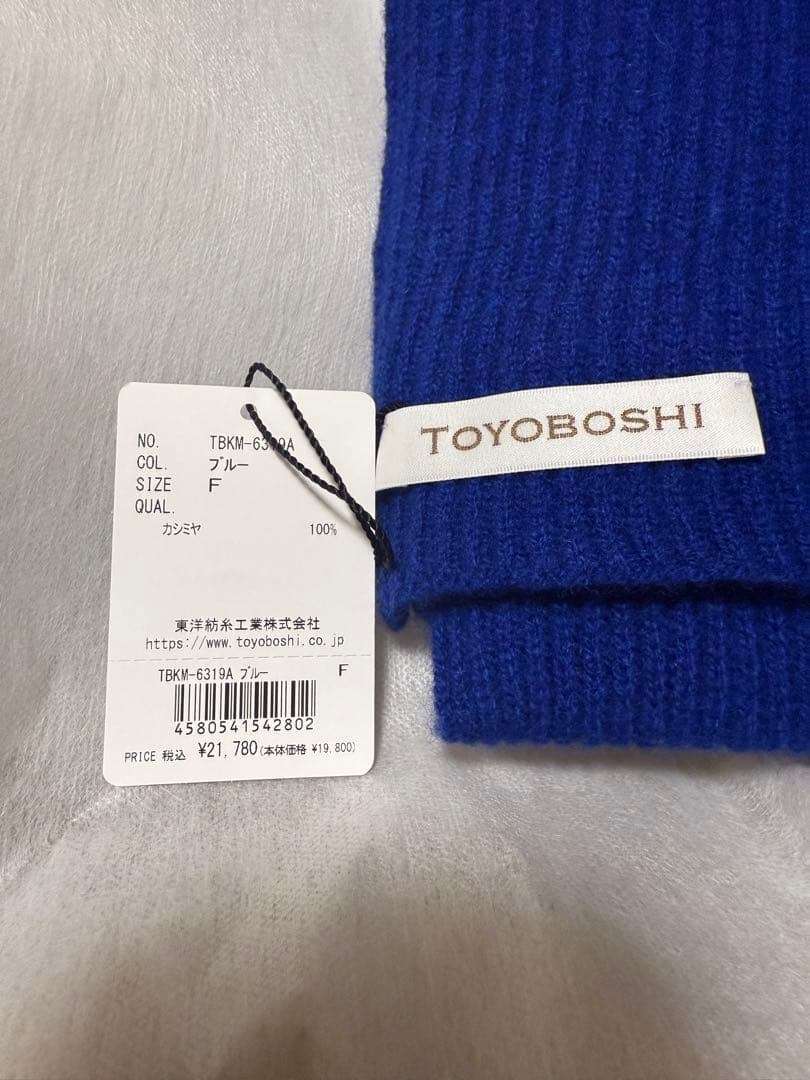 TOYOBOSHI
NO. TBKM-6319A
COL. ブルー
SIZE F
QUAL.
カシミヤ 100%
東洋紡糸工業株式会社
https://www.toyoboshi.co.jp
TBKM-6319A ブルー F
4580541542802
PRICE 税込 ¥21,780(本体価格 ¥19,800)